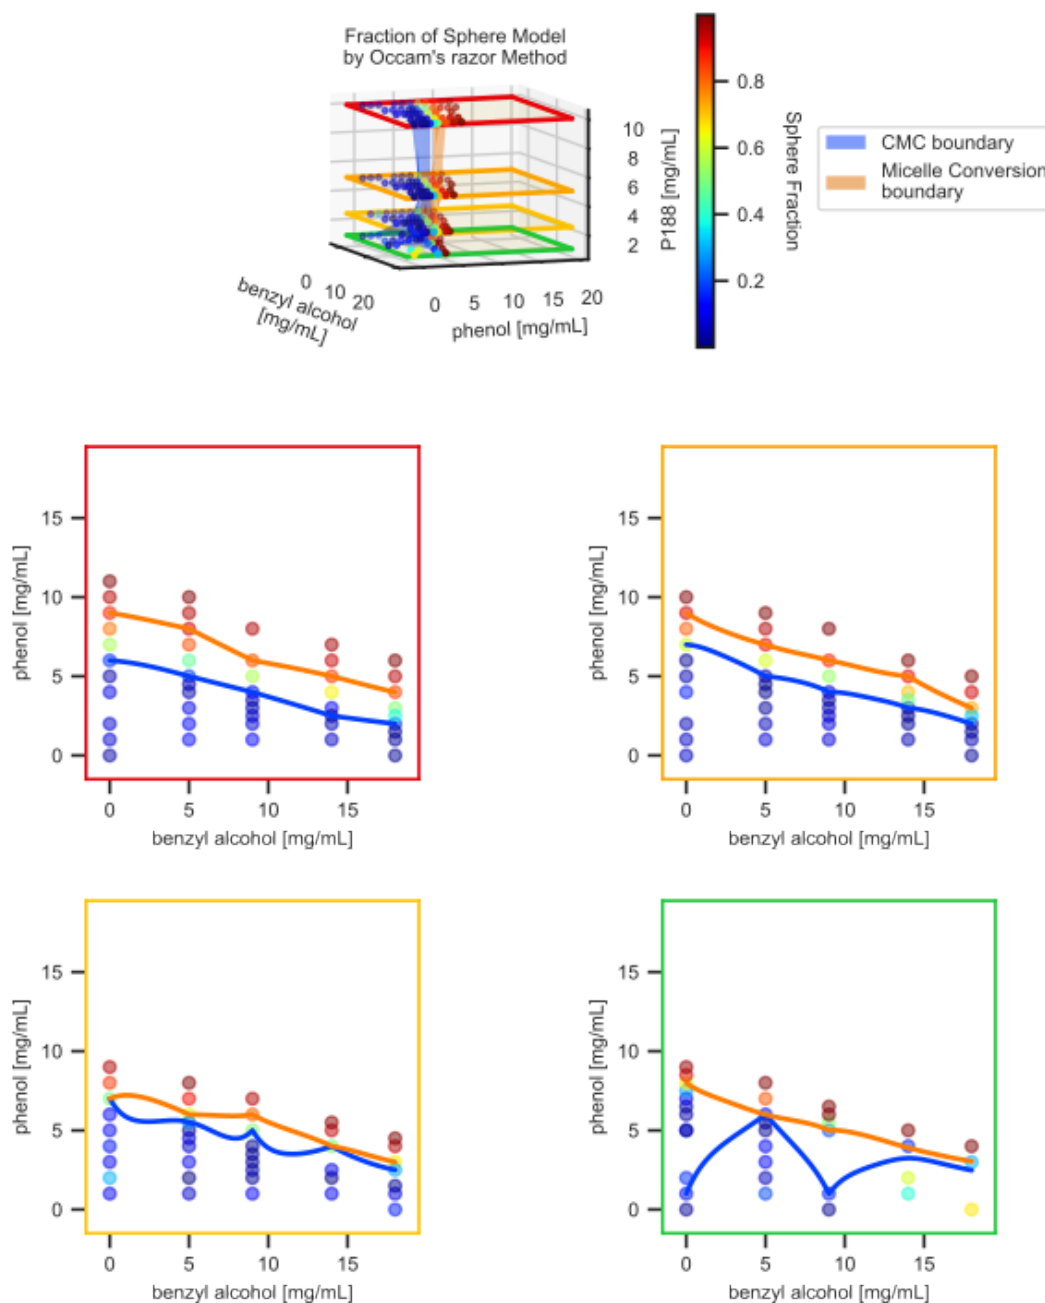 Fraction of Sphere Model
by Occam's razor Method
10
8
6
4
2
P188 [mg/mL]
0 10 20
benzyl alcohol
[mg/mL]
0 5 10 15 20
phenol [mg/mL]
0.8
0.6
0.4
0.2
Sphere Fraction
CMC boundary
Micelle Conversion
boundary
15
10
5
0
phenol [mg/mL]
0 5 10 15
benzyl alcohol [mg/mL]
15
10
5
0
phenol [mg/mL]
0 5 10 15
benzyl alcohol [mg/mL]
15
10
5
0
phenol [mg/mL]
0 5 10 15
benzyl alcohol [mg/mL]
15
10
5
0
phenol [mg/mL]
0 5 10 15
benzyl alcohol [mg/mL]